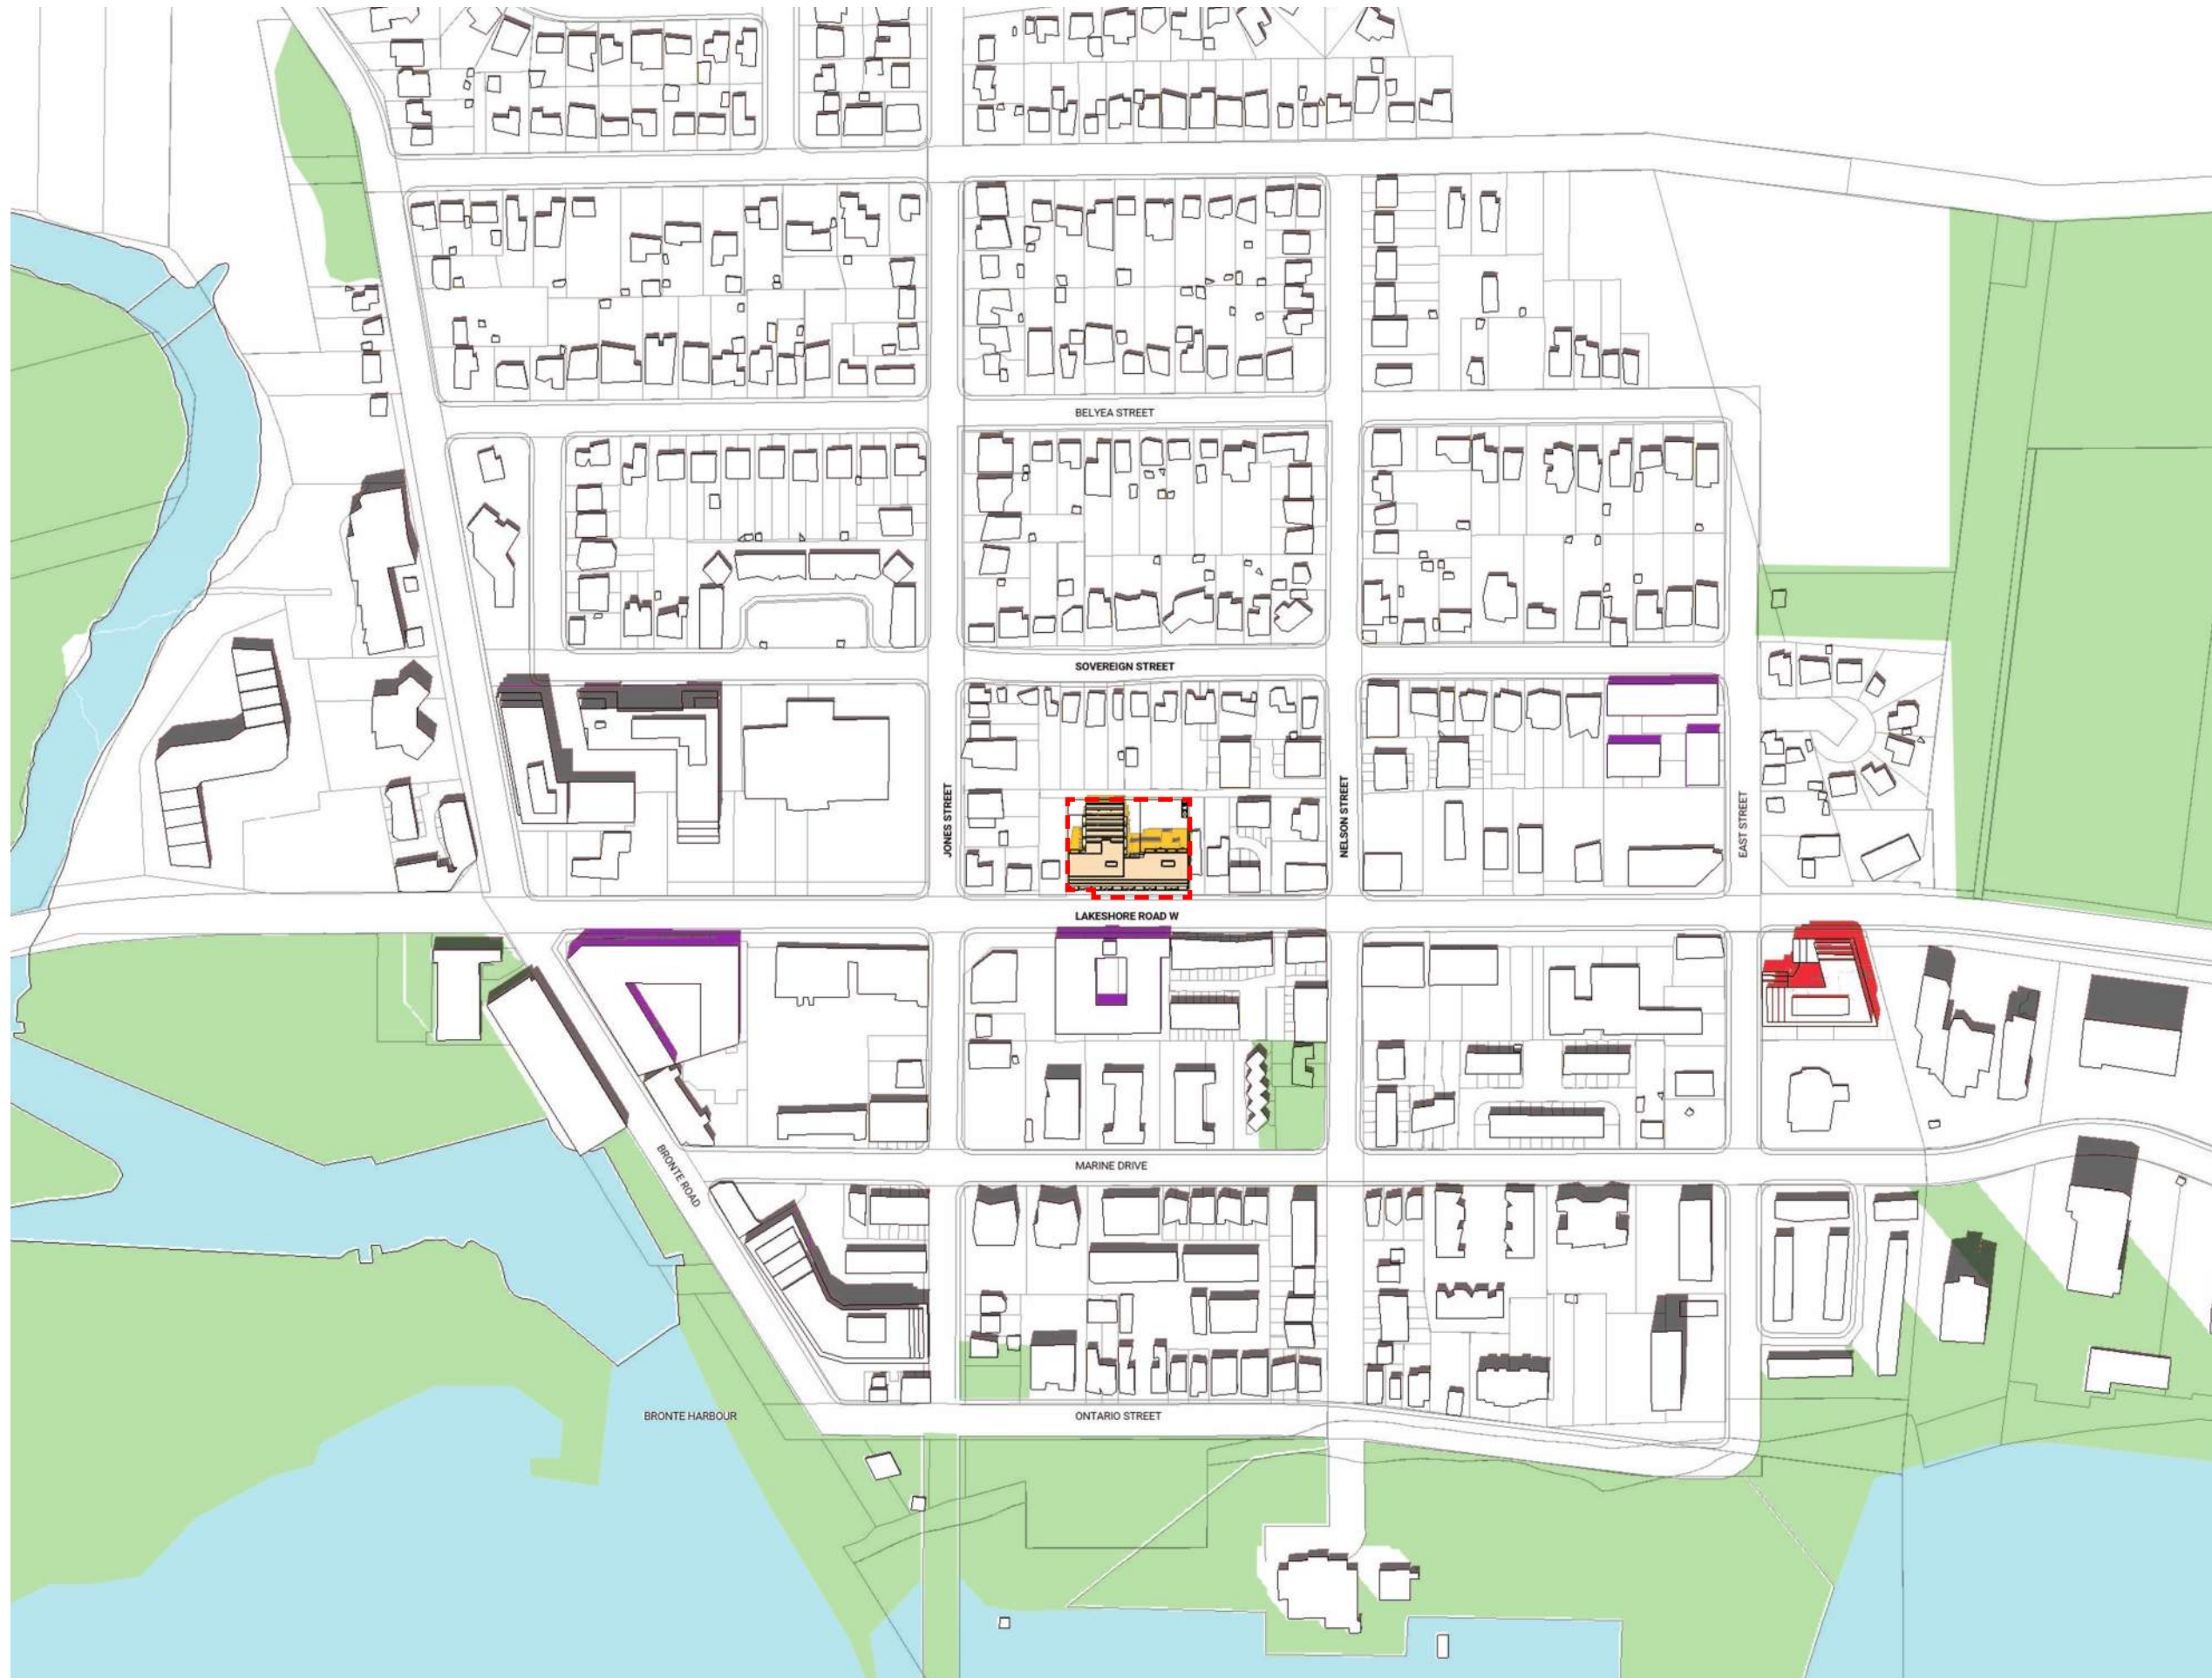 BELYEA STREET
SOVEREIGN STREET
JONES STREET
NELSON STREET
EAST STREET
LAKESHORE ROAD W
BRONTE ROAD
MARINE DRIVE
BRONTE HARBOUR
ONTARIO STREET